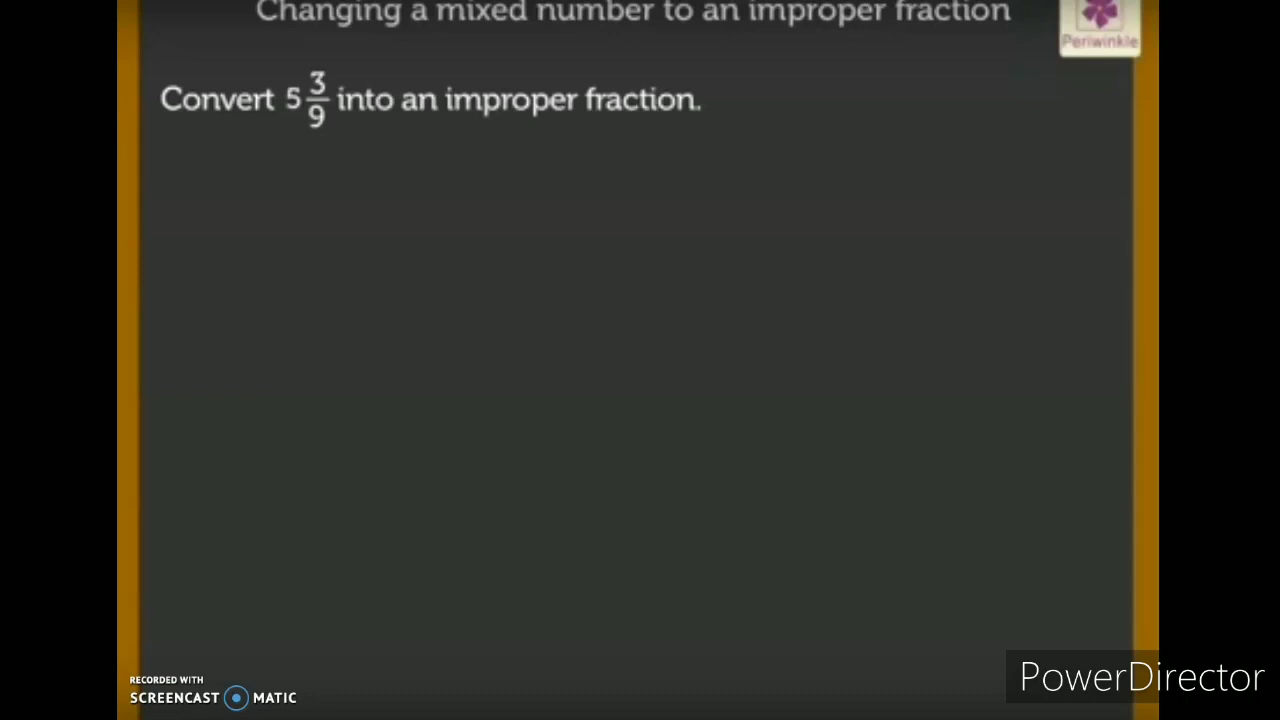 Changing a mixed number to an improper fraction
Periwinkle
Convert 5 3/9 into an improper fraction.
RECORDED WITH
SCREENCAST MATIC
PowerDirector